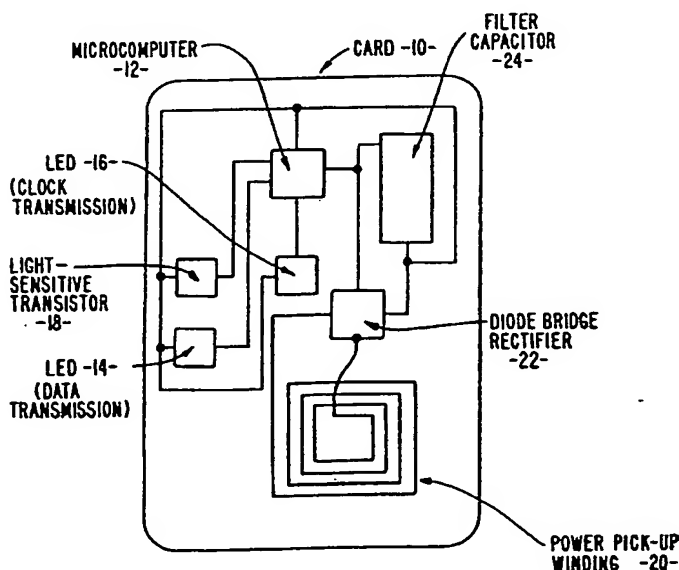 MICROCOMPUTER
-12-
CARD -10-
FILTER
CAPACITOR
-24-
LED -16-
(CLOCK
TRANSMISSION)
LIGHT-
SENSITIVE
TRANSISTOR
-18-
LED -14-
(DATA
TRANSMISSION)
DIODE BRIDGE
RECTIFIER
-22-
POWER PICK-UP
WINDING -20-